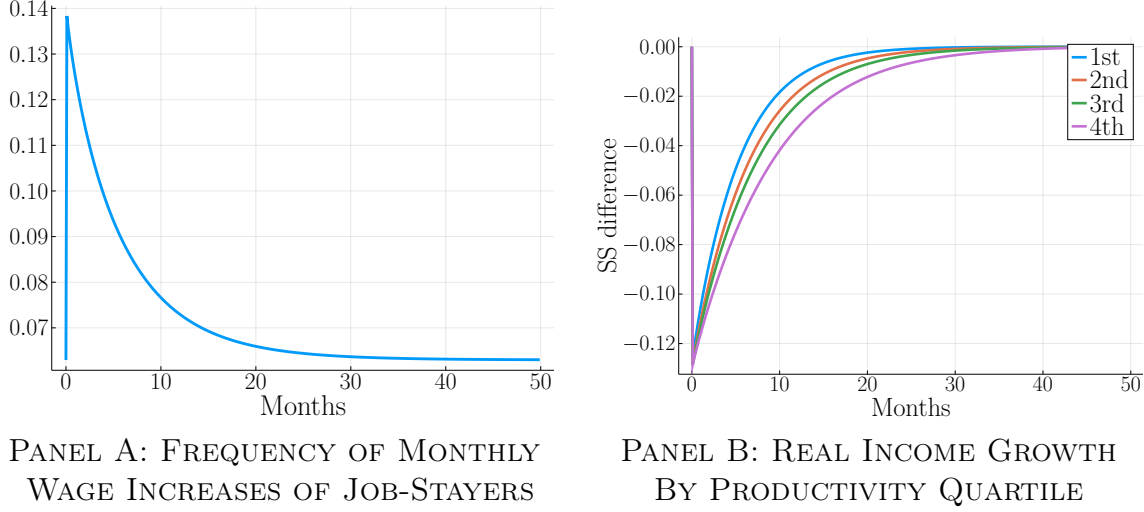 0.14
0.13
0.12
0.11
0.10
0.09
0.08
0.07
0 10 20 30 40 50
Months
PANEL A: FREQUENCY OF MONTHLY
WAGE INCREASES OF JOB-STAYERS
0.00
−0.02
−0.04
−0.06
−0.08
−0.10
−0.12
SS difference
1st
2nd
3rd
4th
0 10 20 30 40 50
Months
PANEL B: REAL INCOME GROWTH
BY PRODUCTIVITY QUARTILE